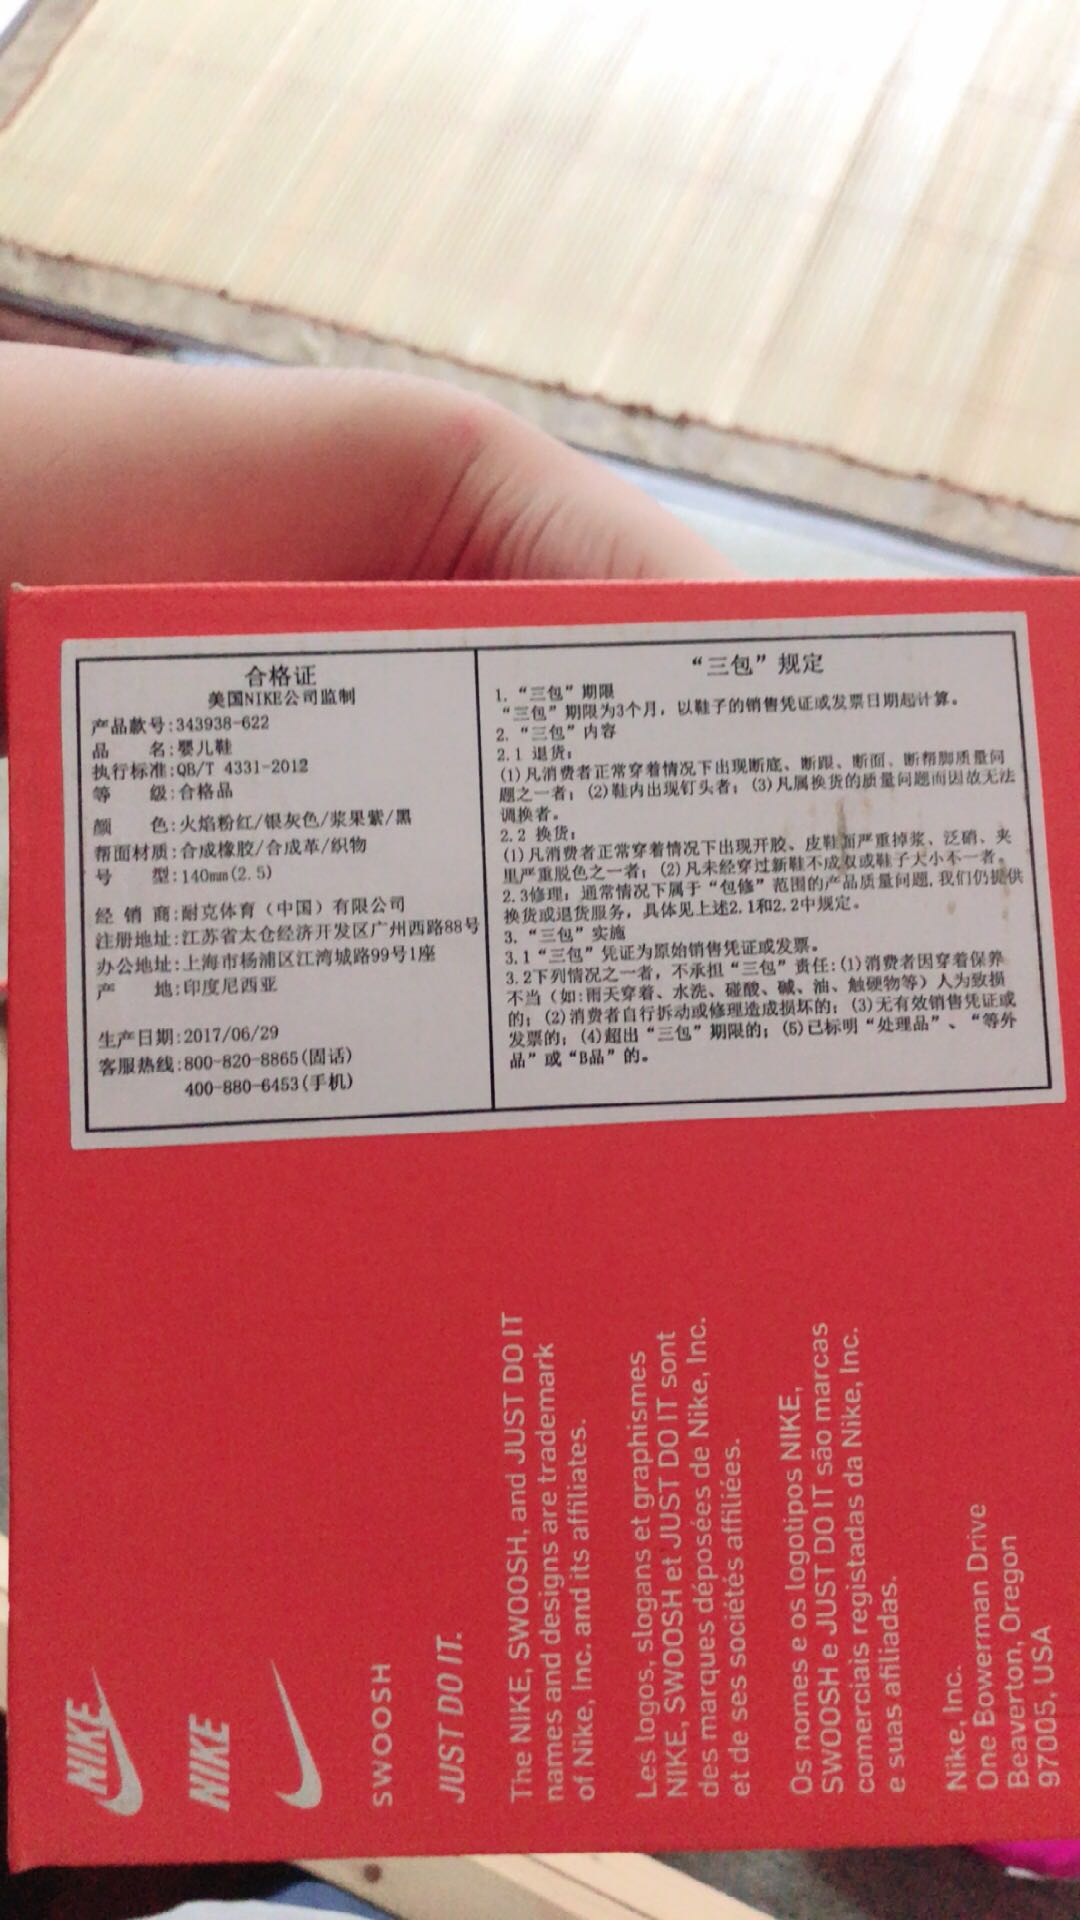 合格证
美国NIKE公司监制
产品款号:343938-622
品　　名:婴儿鞋
执行标准:QB/T 4331-2012
等　　级:合格品
颜　　色:火焰粉红/银灰色/浆果紫/黑
帮面材质:合成橡胶/合成革/织物
号　　型:140mm(2.5)
经 销 商:耐克体育（中国）有限公司
注册地址:江苏省太仓经济开发区广州西路88号
办公地址:上海市杨浦区江湾城路99号1座
产　　地:印度尼西亚
生产日期:2017/06/29
客服热线:800-820-8865(固话)
400-880-6453(手机)
“三包”规定
1. “三包”期限
“三包”期限为3个月，以鞋子的销售凭证或发票日期起计算。
2. “三包”内容
2.1 退货:
(1)凡消费者正常穿着情况下出现断底、断跟、断面、断帮脚质量问
题之一者; (2)鞋内出现钉头者; (3)凡属换货的质量问题而因故无法
调换者。
2.2 换货:
(1)凡消费者正常穿着情况下出现开胶、皮鞋面严重掉浆、泛硝、夹
里严重脱色之一者; (2)凡未经穿过新鞋不成双或鞋子大小不一者。
2.3修理: 通常情况下属于“包修”范围的产品质量问题,我们仍提供
换货或退货服务，具体见上述2.1和2.2中规定。
3. “三包”实施
3.1“三包”凭证为原始销售凭证或发票。
3.2下列情况之一者，不承担“三包”责任:(1)消费者因穿着保养
不当（如:雨天穿着、水洗、碰酸、碱、油、触硬物等）人为致损
的; (2)消费者自行拆动或修理造成损坏的; (3)无有效销售凭证或
发票的; (4)超出“三包”期限的; (5)已标明“处理品”、“等外
品”或“B品”的。
NIKE
NIKE
SWOOSH
JUST DO IT.
The NIKE, SWOOSH, and JUST DO IT
names and designs are trademark
of Nike, Inc. and its affiliates.
Les logos, slogans et graphismes
NIKE, SWOOSH et JUST DO IT sont
des marques déposées de Nike, Inc.
et de ses sociétés affiliées.
Os nomes e os logotipos NIKE,
SWOOSH e JUST DO IT são marcas
comerciais registadas da Nike, Inc.
e suas afiliadas.
Nike, Inc.
One Bowerman Drive
Beaverton, Oregon
97005, USA